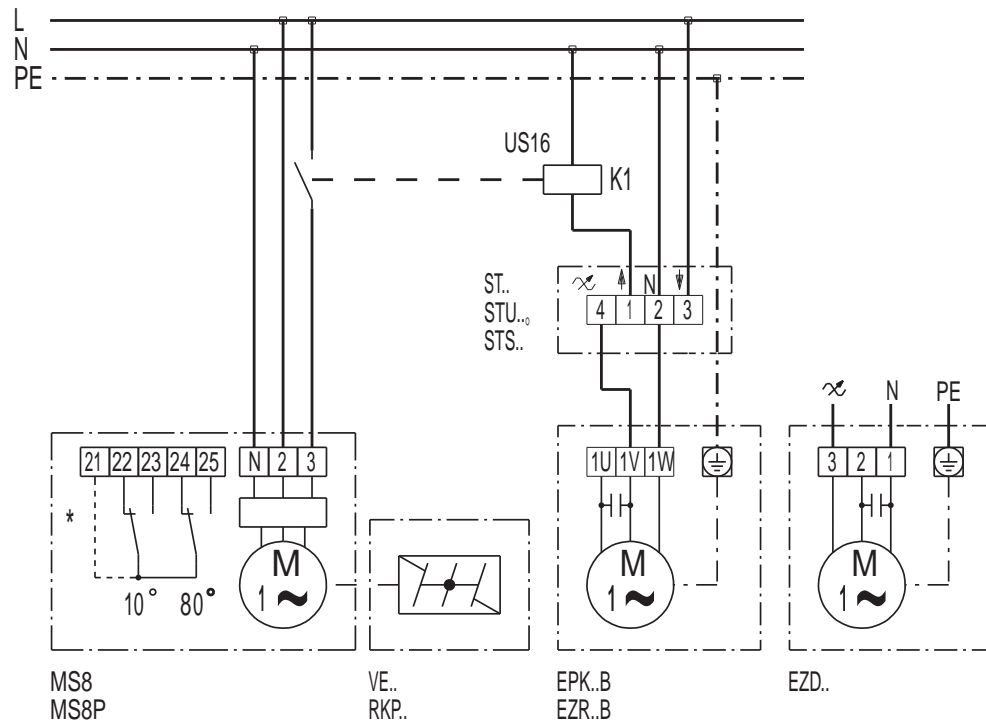 L
N
PE
US16
K1
ST..
STU..o
STS..
N
4 1 2 3
N PE
21 22 23 24 25
N 2 3
1U 1V 1W
3 2 1
*
10° 80°
M
1 ~
M
1 ~
M
1 ~
MS8
MS8P
VE..
RKP..
EPK..B
EZR..B
EZD..